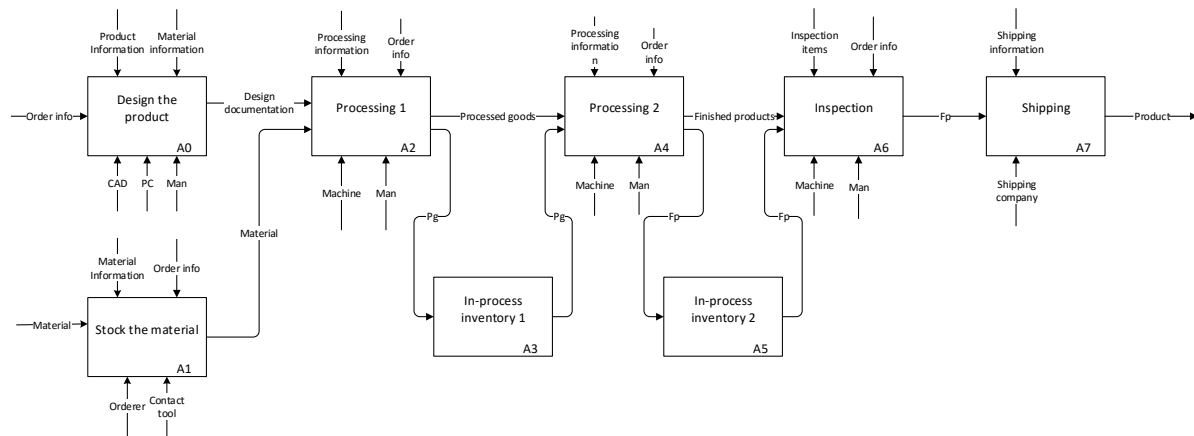 Product
Information
Material
information
Order info
Design the
product
A0
CAD
PC
Man
Design
documentation
Material
Information
Order info
Material
Stock the material
A1
Orderer
Contact
tool
Material
Processing
information
Order
info
Processing 1
A2
Machine
Man
Processed goods
Pg
In-process
inventory 1
A3
Pg
Processing
informatio
n
Order
info
Processing 2
A4
Machine
Man
Finished products
Fp
In-process
inventory 2
A5
Fp
Inspection
items
Order info
Inspection
A6
Machine
Man
Fp
Shipping
information
Shipping
A7
Shipping
company
Product